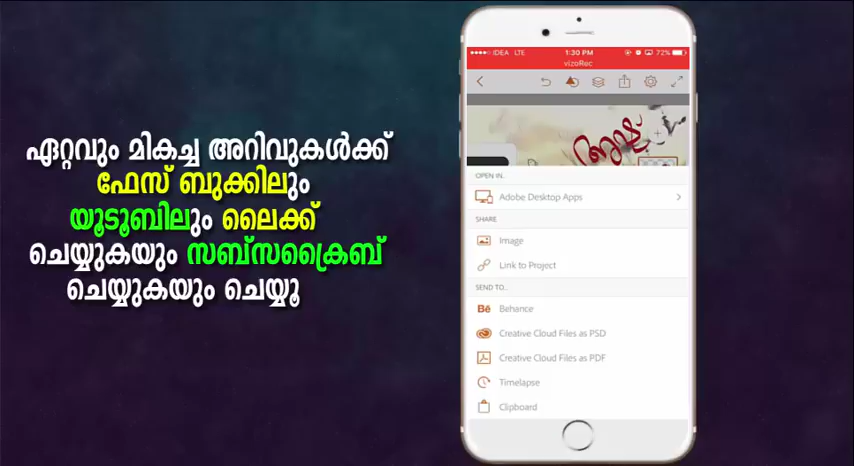 ഏറ്റവും മികച്ച അറിവുകൾക്ക്
ഫേസ് ബുക്കിലും
യൂടൂബിലും ലൈക്ക്
ചെയ്യുകയും സബ്സക്രൈബ്
ചെയ്യുകയും ചെയ്യൂ
IDEA LTE 1:30 PM 72%
vizoRec
OPEN IN...
Adobe Desktop Apps
SHARE
Image
Link to Project
SEND TO...
Bē Behance
Creative Cloud Files as PSD
Creative Cloud Files as PDF
Timelapse
Clipboard